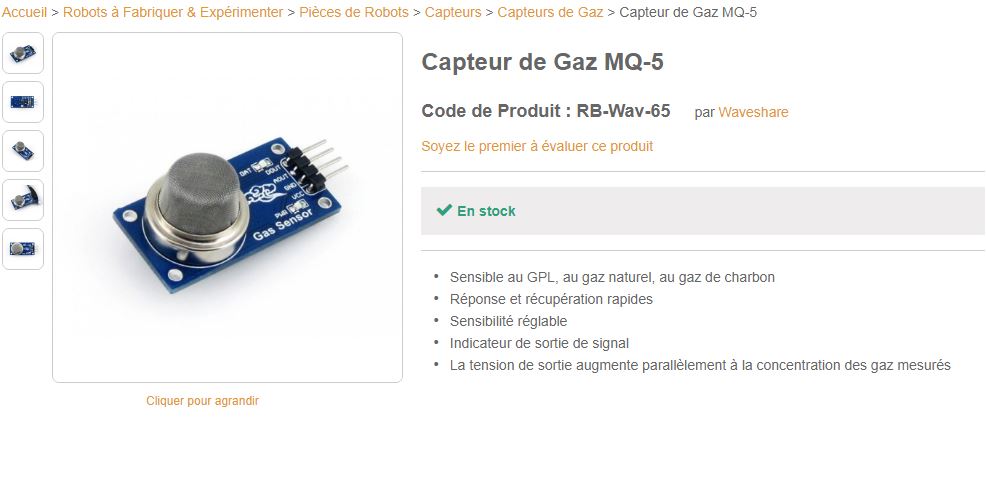 Accueil > Robots à Fabriquer & Expérimenter > Pièces de Robots > Capteurs > Capteurs de Gaz > Capteur de Gaz MQ-5
Capteur de Gaz MQ-5
Code de Produit : RB-Wav-65 par Waveshare
Soyez le premier à évaluer ce produit
En stock
Sensible au GPL, au gaz naturel, au gaz de charbon
Réponse et récupération rapides
Sensibilité réglable
Indicateur de sortie de signal
La tension de sortie augmente parallèlement à la concentration des gaz mesurés
DAT
DOUT
AOUT
GND
VCC
PWR
Gas Sensor
Cliquer pour agrandir